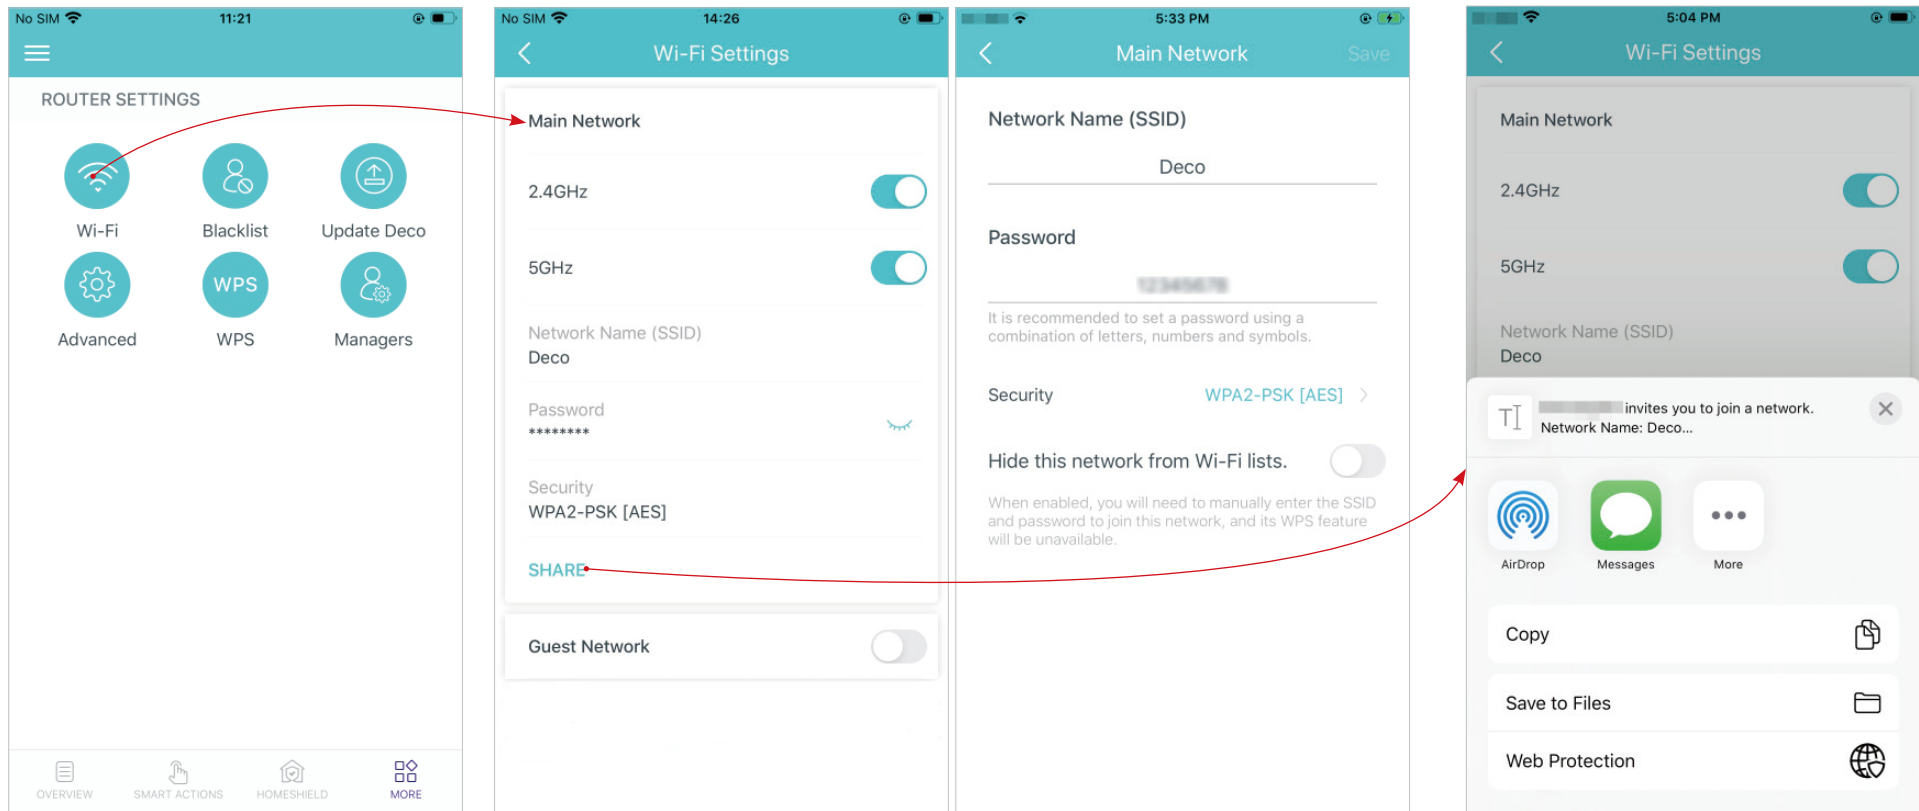 No SIM 11:21
ROUTER SETTINGS
Wi-Fi Blacklist Update Deco
WPS
Advanced WPS Managers
OVERVIEW SMART ACTIONS HOMESHIELD MORE
No SIM 14:26
Wi-Fi Settings
Main Network
2.4GHz
5GHz
Network Name (SSID)
Deco
Password
********
Security
WPA2-PSK [AES]
SHARE
Guest Network
5:33 PM
Main Network Save
Network Name (SSID)
Deco
Password
12345678
It is recommended to set a password using a
combination of letters, numbers and symbols.
Security WPA2-PSK [AES]
Hide this network from Wi-Fi lists.
When enabled, you will need to manually enter the SSID
and password to join this network, and its WPS feature
will be unavailable.
5:04 PM
Wi-Fi Settings
Main Network
2.4GHz
5GHz
Network Name (SSID)
Deco
invites you to join a network.
Network Name: Deco...
AirDrop Messages More
Copy
Save to Files
Web Protection